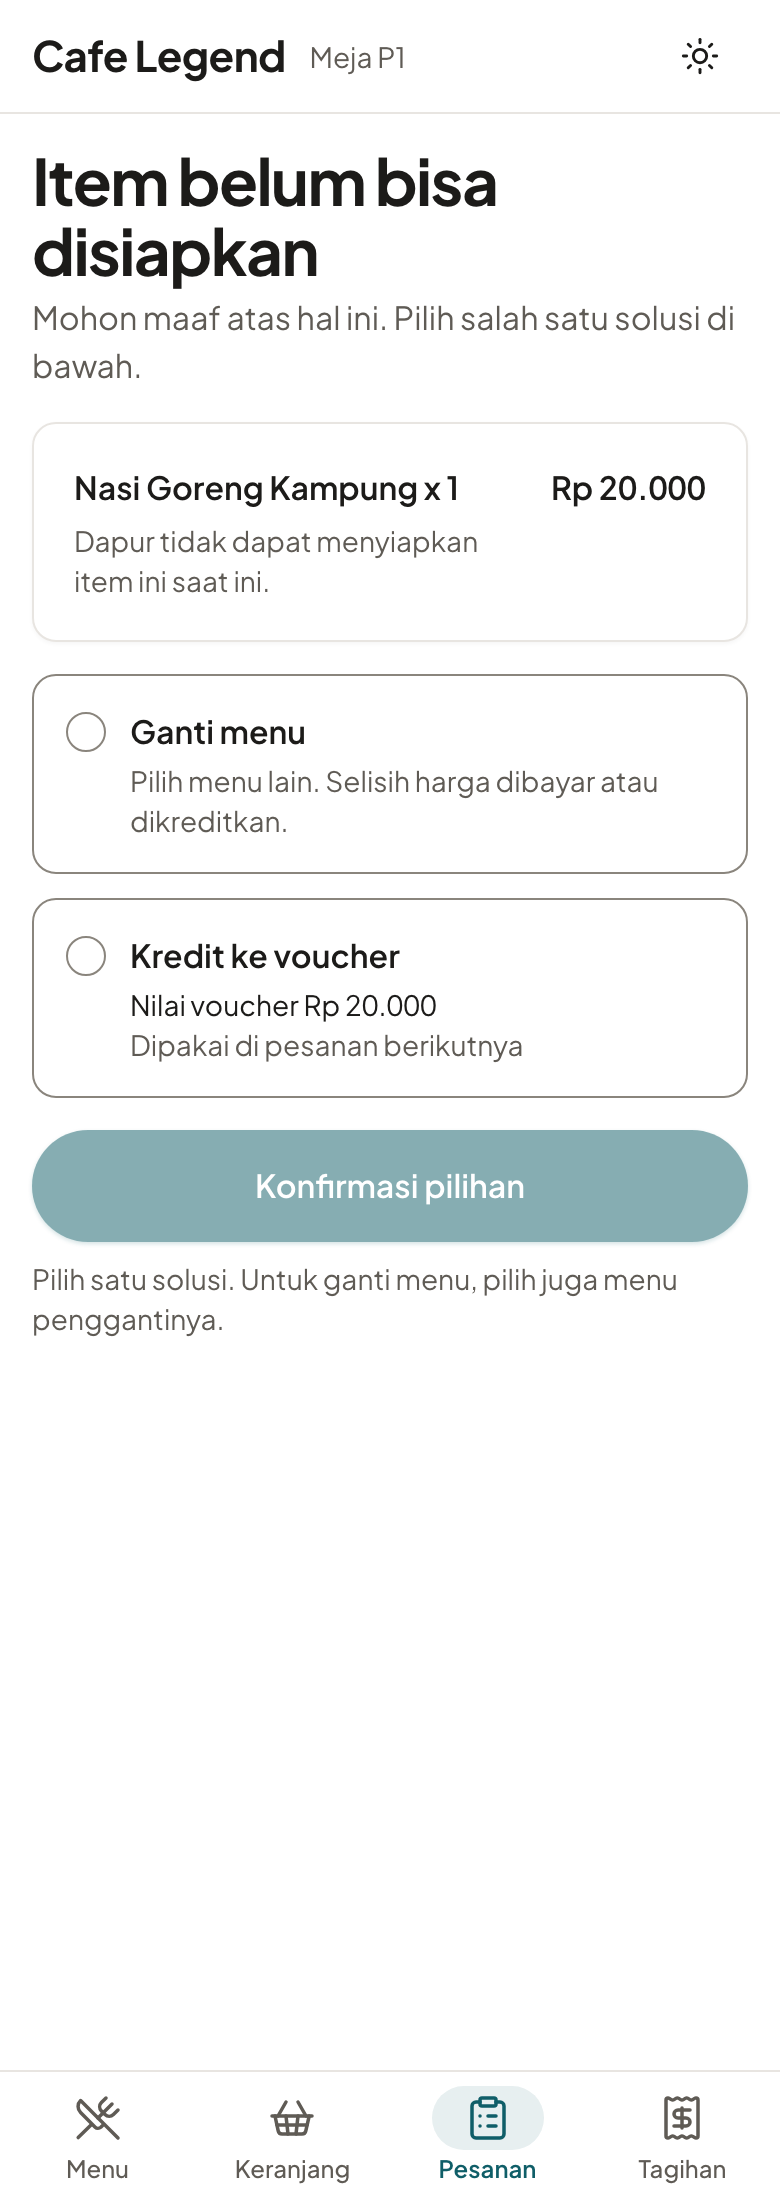 Cafe Legend Meja P1
Item belum bisa
disiapkan
Mohon maaf atas hal ini. Pilih salah satu solusi di
bawah.
Nasi Goreng Kampung x 1 Rp 20.000
Dapur tidak dapat menyiapkan
item ini saat ini.
Ganti menu
Pilih menu lain. Selisih harga dibayar atau
dikreditkan.
Kredit ke voucher
Nilai voucher Rp 20.000
Dipakai di pesanan berikutnya
Konfirmasi pilihan
Pilih satu solusi. Untuk ganti menu, pilih juga menu
penggantinya.
Menu Keranjang Pesanan Tagihan